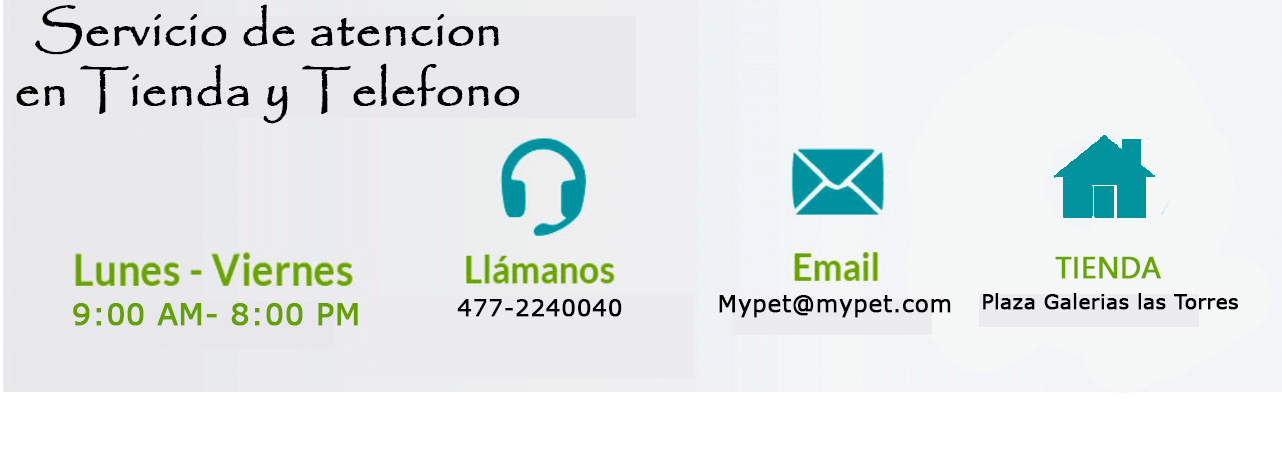 Servicio de atencion
en Tienda y Telefono
Lunes - Viernes
9:00 AM- 8:00 PM
Llámanos
477-2240040
Email
Mypet@mypet.com
TIENDA
Plaza Galerias las Torres